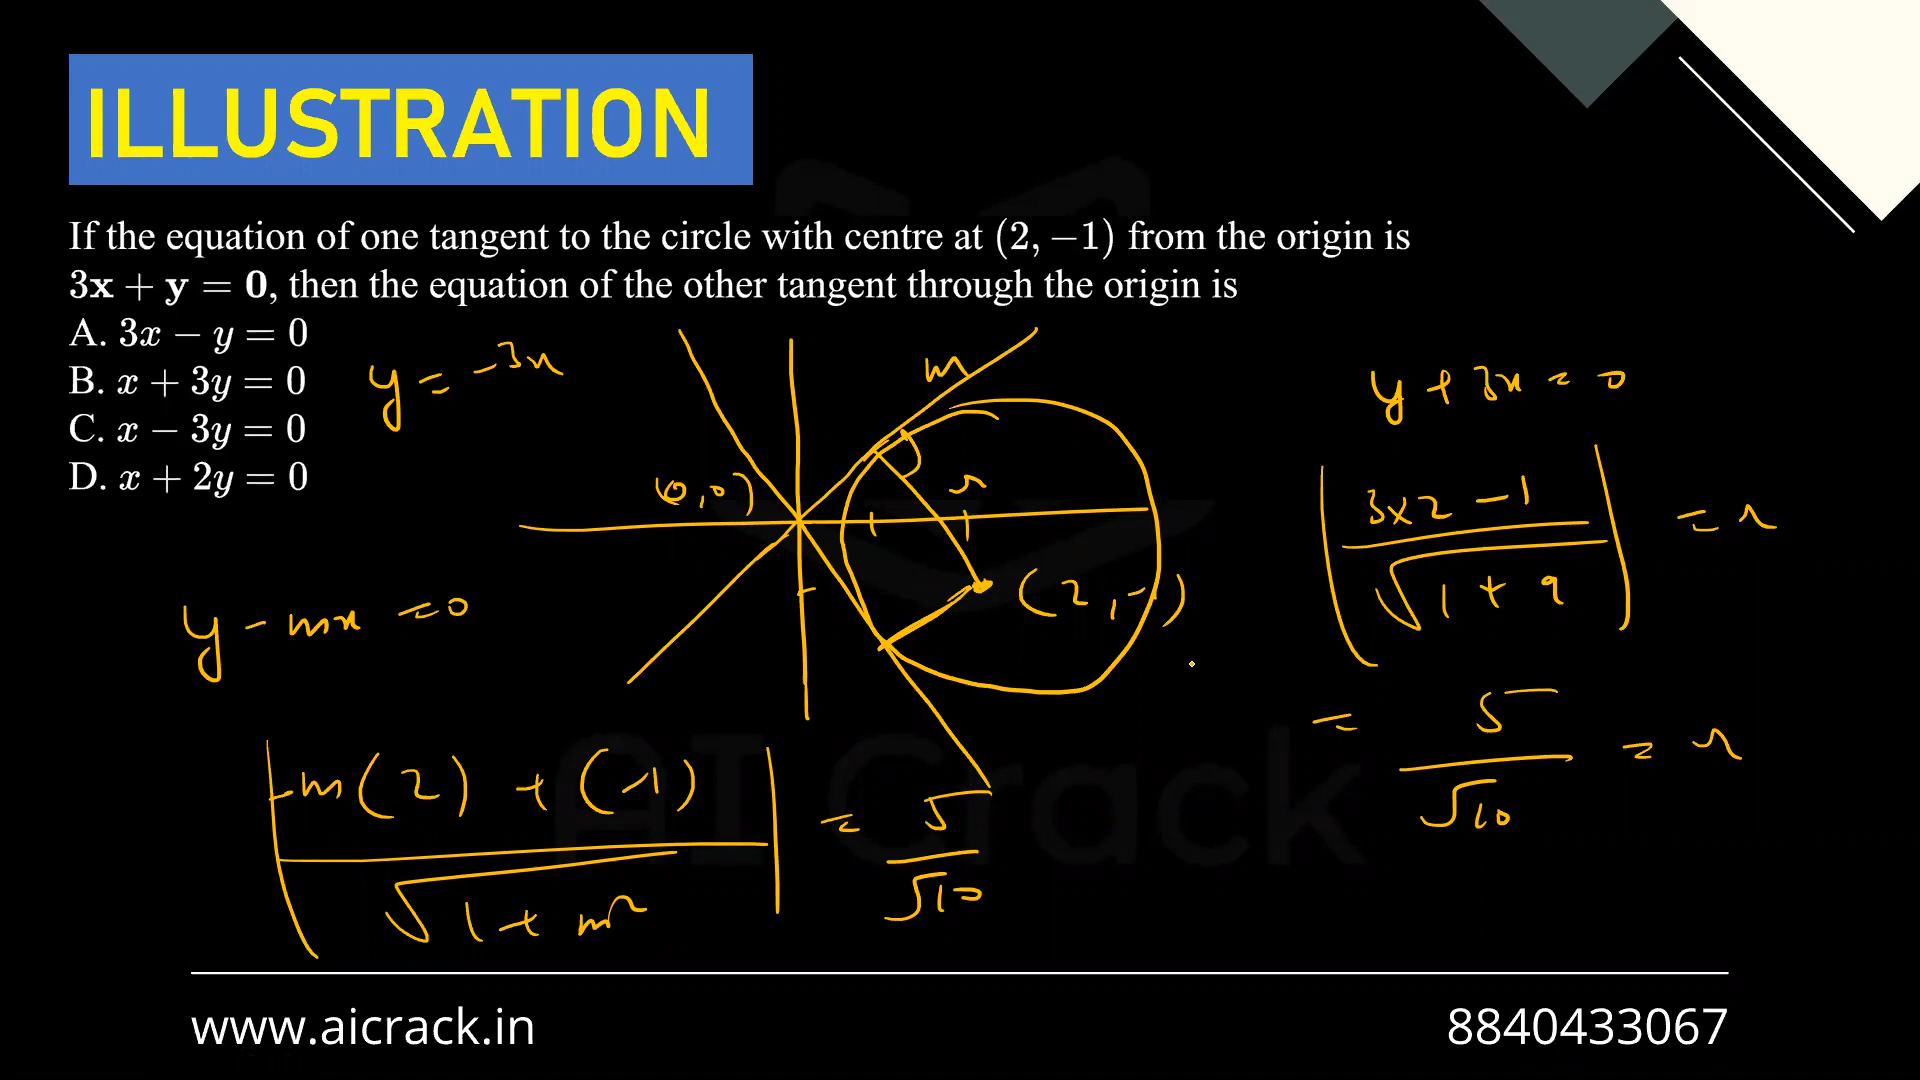 ILLUSTRATION
If the equation of one tangent to the circle with centre at (2, −1) from the origin is
3x + y = 0, then the equation of the other tangent through the origin is
A. 3x − y = 0
B. x + 3y = 0
C. x − 3y = 0
D. x + 2y = 0
y = -3x
m
y + 3x = 0
(0,0)
r
(2,-1)
|(3x2 - 1)/√(1+9)| = r
y - mx = 0
= 5/√10 = r
|(-m(2) + (-1))/√(1+m²)| = 5/√10
AI Crack
www.aicrack.in
8840433067